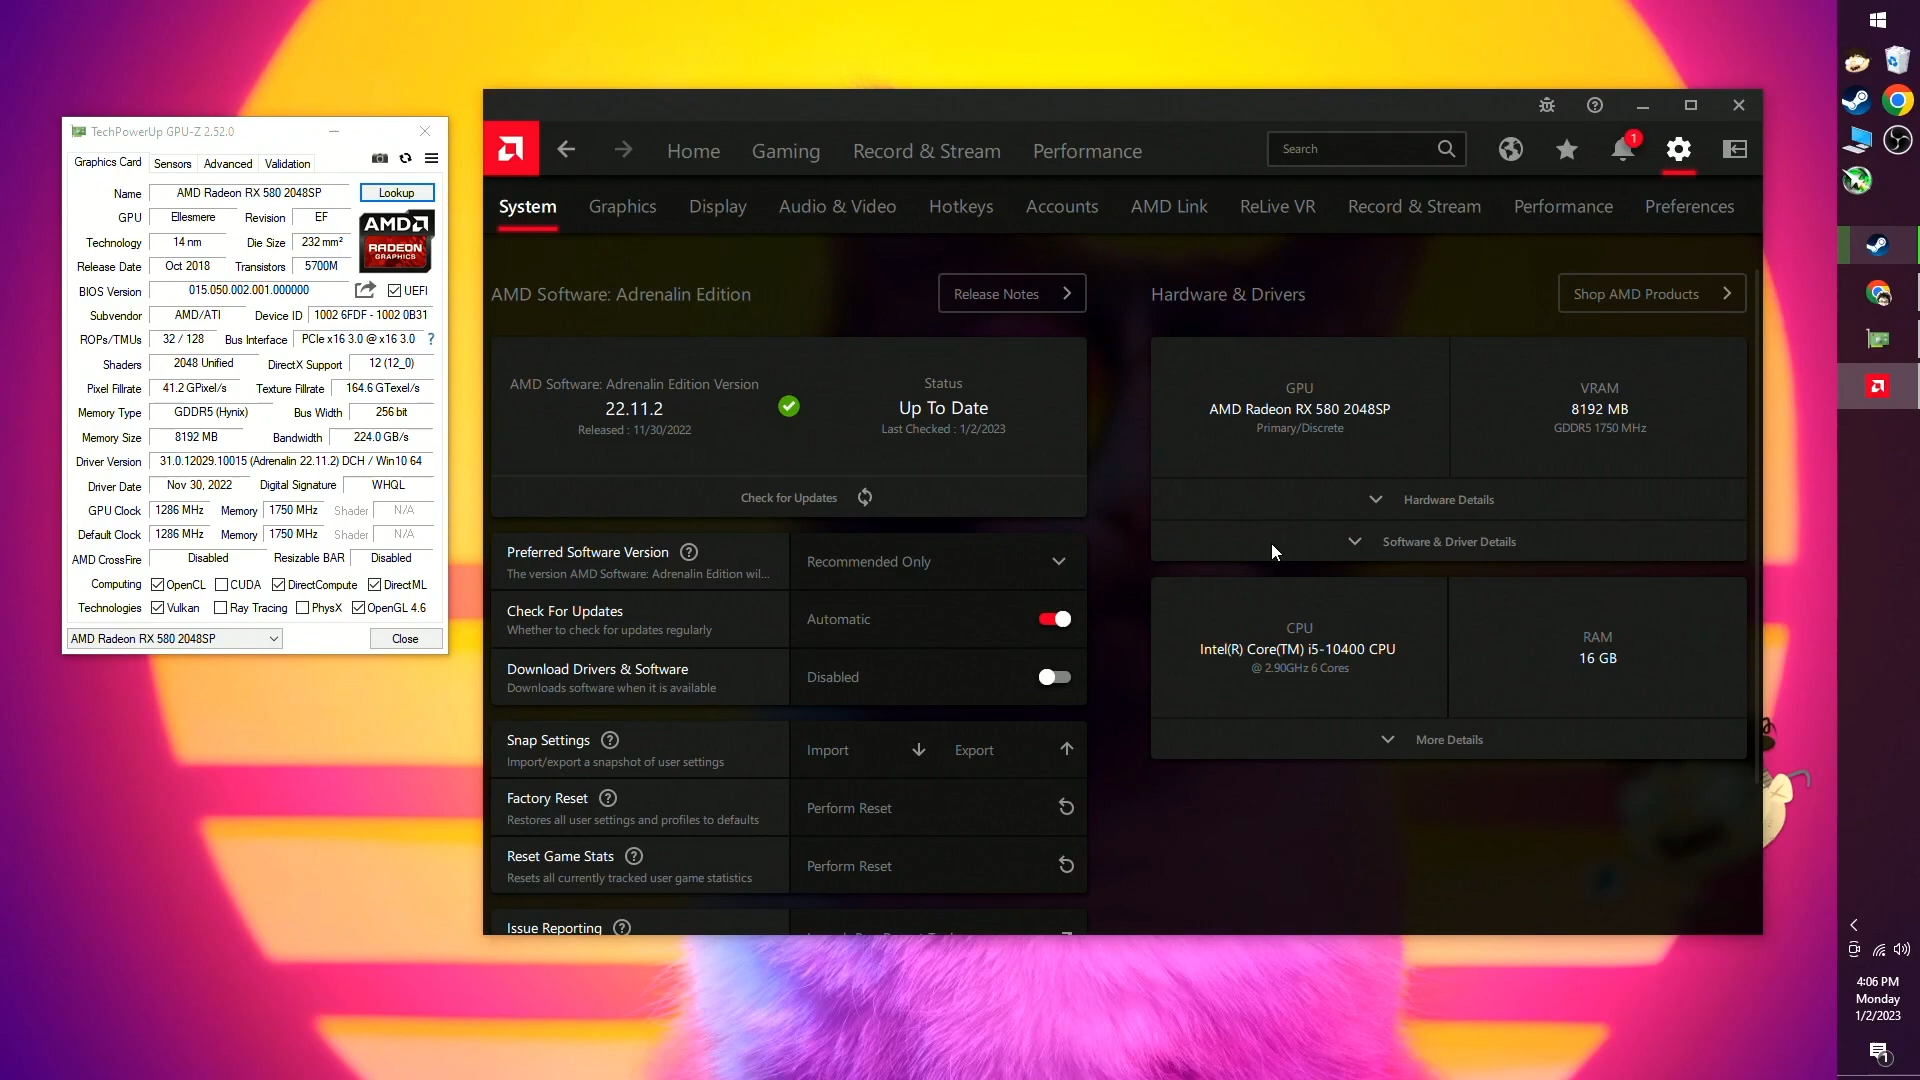 TechPowerUp GPU-Z 2.52.0
Graphics Card Sensors Advanced Validation
Name AMD Radeon RX 580 2048SP Lookup
GPU Ellesmere Revision EF
Technology 14 nm Die Size 232 mm²
Release Date Oct 2018 Transistors 5700M
BIOS Version 015.050.002.001.000000 UEFI
Subvendor AMD/ATI Device ID 1002 6FDF - 1002 0B31
ROPs/TMUs 32 / 128 Bus Interface PCIe x16 3.0 @ x16 3.0 ?
Shaders 2048 Unified DirectX Support 12 (12_0)
Pixel Fillrate 41.2 GPixel/s Texture Fillrate 164.6 GTexel/s
Memory Type GDDR5 (Hynix) Bus Width 256 bit
Memory Size 8192 MB Bandwidth 224.0 GB/s
Driver Version 31.0.12029.10015 (Adrenalin 22.11.2) DCH / Win10 64
Driver Date Nov 30, 2022 Digital Signature WHQL
GPU Clock 1286 MHz Memory 1750 MHz Shader N/A
Default Clock 1286 MHz Memory 1750 MHz Shader N/A
AMD CrossFire Disabled Resizable BAR Disabled
Computing OpenCL CUDA DirectCompute DirectML
Technologies Vulkan Ray Tracing PhysX OpenGL 4.6
AMD Radeon RX 580 2048SP Close
AMD
RADEON
GRAPHICS
Home Gaming Record & Stream Performance Search 1
System Graphics Display Audio & Video Hotkeys Accounts AMD Link ReLive VR Record & Stream Performance Preferences
AMD Software: Adrenalin Edition Release Notes
AMD Software: Adrenalin Edition Version
22.11.2
Released : 11/30/2022
Status
Up To Date
Last Checked : 1/2/2023
Check for Updates
Preferred Software Version
The version AMD Software: Adrenalin Edition wil...
Recommended Only
Check For Updates
Whether to check for updates regularly
Automatic
Download Drivers & Software
Downloads software when it is available
Disabled
Snap Settings
Import/export a snapshot of user settings
Import Export
Factory Reset
Restores all user settings and profiles to defaults
Perform Reset
Reset Game Stats
Resets all currently tracked user game statistics
Perform Reset
Issue Reporting
Hardware & Drivers Shop AMD Products
GPU
AMD Radeon RX 580 2048SP
Primary/Discrete
VRAM
8192 MB
GDDR5 1750 MHz
Hardware Details
Software & Driver Details
CPU
Intel(R) Core(TM) i5-10400 CPU
@ 2.90GHz 6 Cores
RAM
16 GB
More Details
4:06 PM
Monday
1/2/2023
1